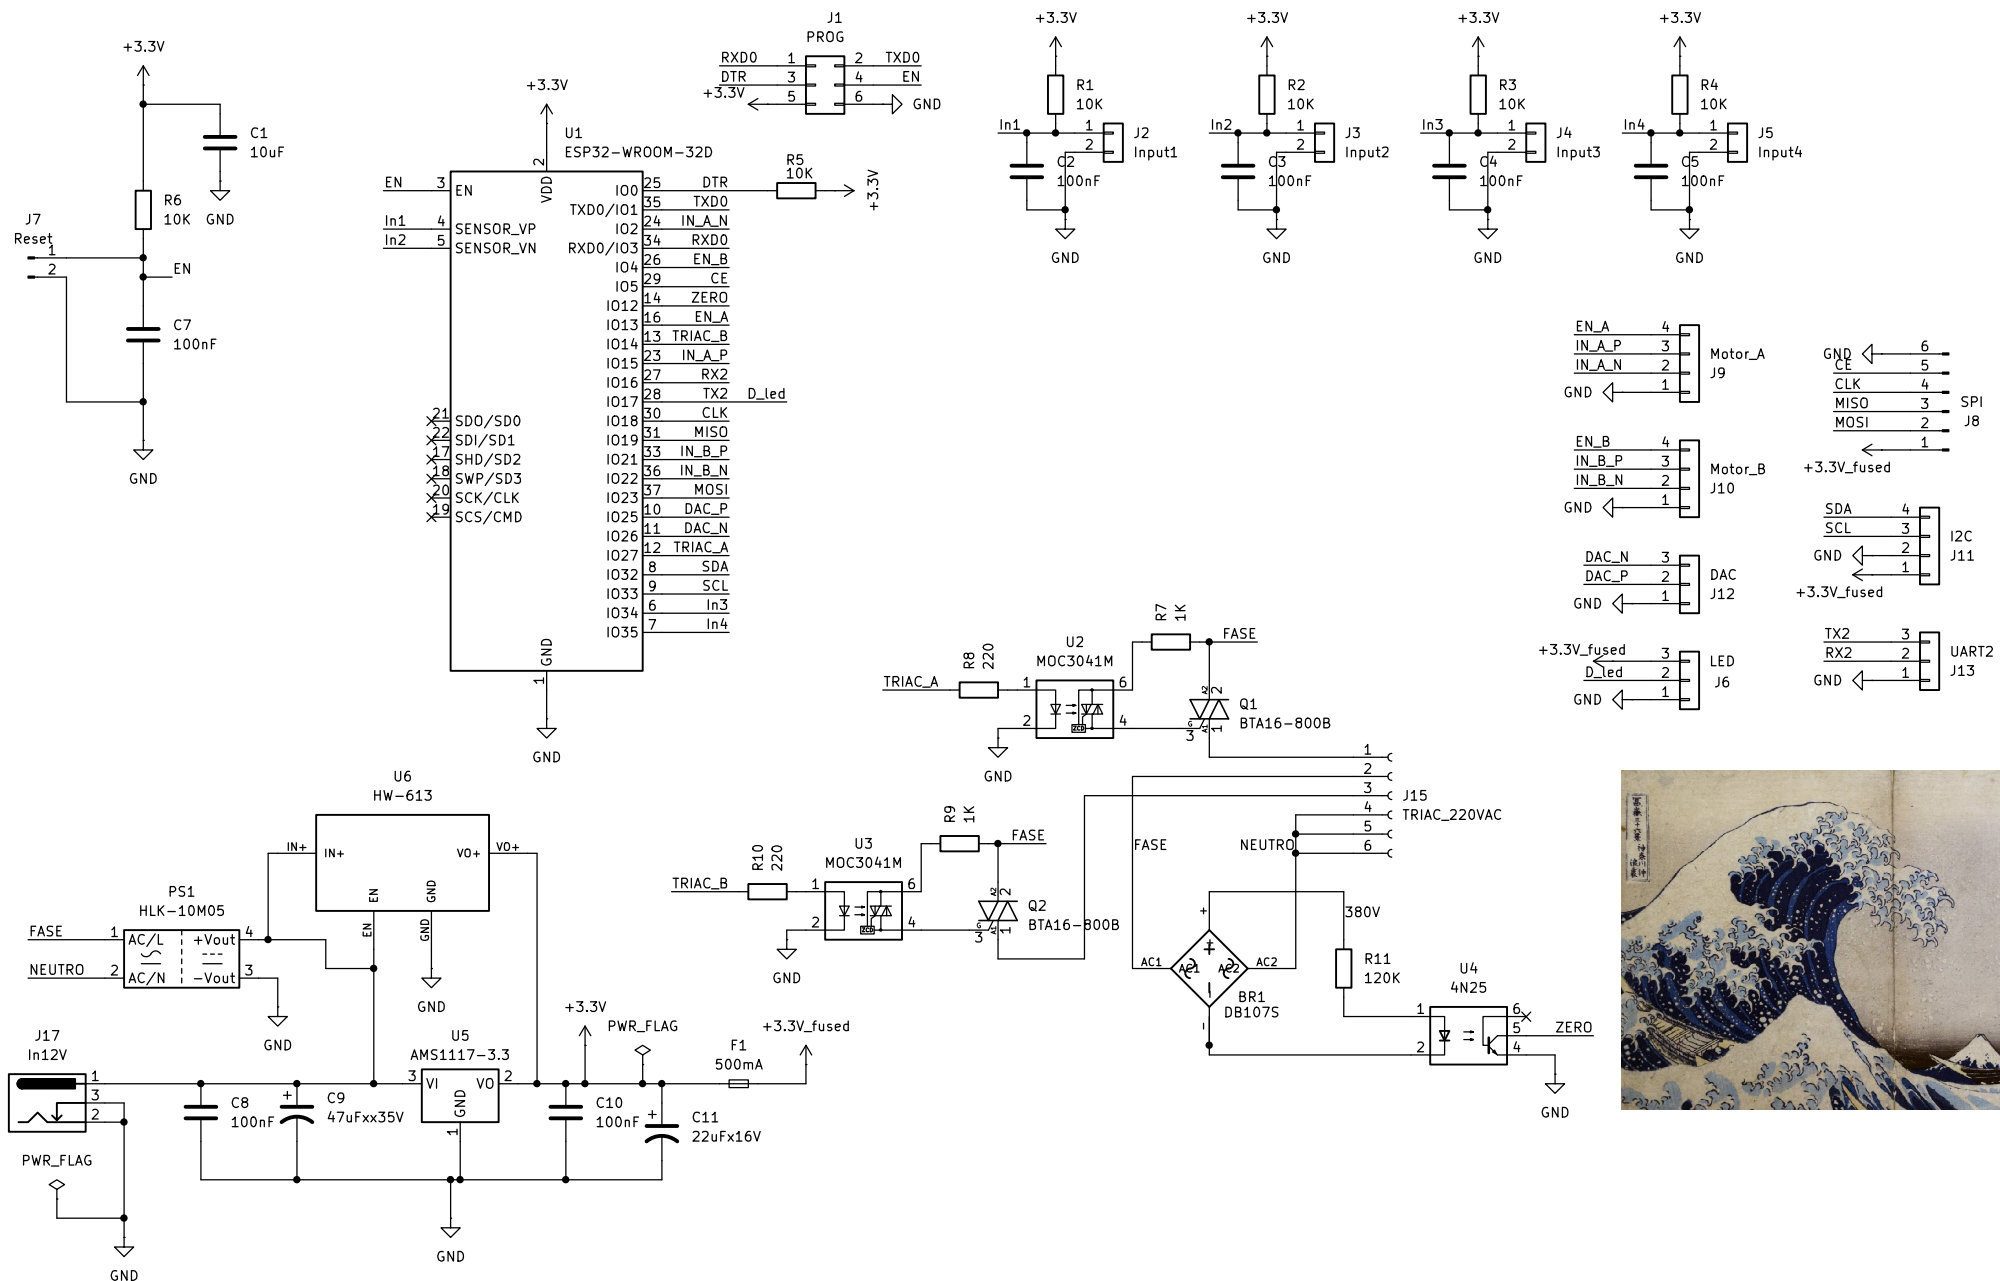 +3.3V
C1
10uF
GND
R6
10K
J7
Reset
1
2
EN
C7
100nF
GND
+3.3V
U1
ESP32-WROOM-32D
2
VDD
EN 3 EN
In1 4 SENSOR_VP
In2 5 SENSOR_VN
21 SDO/SD0
22 SDI/SD1
17 SHD/SD2
18 SWP/SD3
20 SCK/CLK
19 SCS/CMD
IO0 25 DTR
TXD0/IO1 35 TXD0
IO2 24 IN_A_N
RXD0/IO3 34 RXD0
IO4 26 EN_B
IO5 29 CE
IO12 14 ZERO
IO13 16 EN_A
IO14 13 TRIAC_B
IO15 23 IN_A_P
IO16 27 RX2
IO17 28 TX2 D_led
IO18 30 CLK
IO19 31 MISO
IO21 33 IN_B_P
IO22 36 IN_B_N
IO23 37 MOSI
IO25 10 DAC_P
IO26 11 DAC_N
IO27 12 TRIAC_A
IO32 8 SDA
IO33 9 SCL
IO34 6 In3
IO35 7 In4
GND
1
GND
R5
10K
+3.3V
J1
PROG
RXD0 1 2 TXD0
DTR 3 4 EN
+3.3V 5 6 GND
+3.3V
R1
10K
In1 1 J2
2 Input1
C2
100nF
GND
+3.3V
R2
10K
In2 1 J3
2 Input2
C3
100nF
GND
+3.3V
R3
10K
In3 1 J4
2 Input3
C4
100nF
GND
+3.3V
R4
10K
In4 1 J5
2 Input4
C5
100nF
GND
EN_A 4
IN_A_P 3 Motor_A
IN_A_N 2 J9
GND 1
EN_B 4
IN_B_P 3 Motor_B
IN_B_N 2 J10
GND 1
DAC_N 3 DAC
DAC_P 2 J12
GND 1
+3.3V_fused 3 LED
D_led 2 J6
GND 1
GND 6
CE 5
CLK 4
MISO 3 SPI
MOSI 2 J8
1
+3.3V_fused
SDA 4
SCL 3 I2C
GND 2 J11
1
+3.3V_fused
TX2 3 UART2
RX2 2 J13
GND 1
TRIAC_A
R8
220
U2
MOC3041M
1 6
2 4
ZCD
GND
R7
1K
FASE
A2 2
Q1
BTA16-800B
G
3
A1 1
TRIAC_B
R10
220
U3
MOC3041M
1 6
2 4
ZCD
GND
R9
1K
FASE
A2 2
Q2
BTA16-800B
G
3
A1 1
1
2
3 J15
4 TRIAC_220VAC
5
6
FASE
NEUTRO
380V
+
AC1 AC1 + AC2 AC2
-
BR1
DB107S
-
R11
120K
U4
4N25
1 6
5 ZERO
2 4
GND
U6
HW-613
IN+ IN+ VO+ VO+
EN GND
EN GND
GND
PS1
HLK-10M05
FASE 1 AC/L +Vout 4
NEUTRO 2 AC/N -Vout 3
GND
J17
In12V
1
3
2
PWR_FLAG
GND
C8
100nF
+
C9
47uFxx35V
U5
AMS1117-3.3
3 VI VO 2
GND
1
GND
+3.3V
PWR_FLAG
C10
100nF
+
C11
22uFx16V
F1
500mA
+3.3V_fused